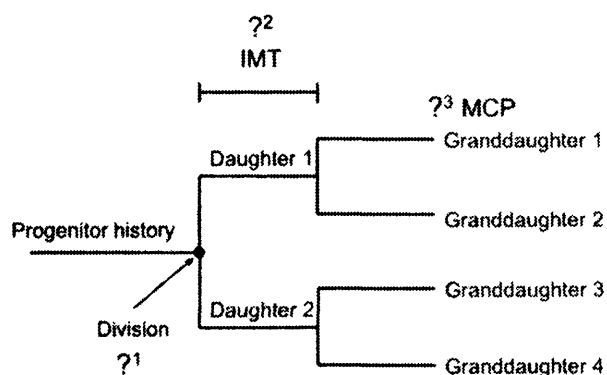 ?²
IMT
?³ MCP
Daughter 1
Granddaughter 1
Granddaughter 2
Progenitor history
Daughter 2
Granddaughter 3
Division
?¹
Granddaughter 4